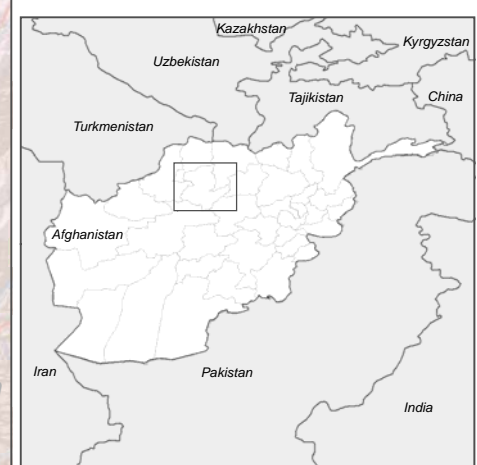 Kazakhstan
Kyrgyzstan
Uzbekistan
Tajikistan
China
Turkmenistan
Afghanistan
Iran
Pakistan
India